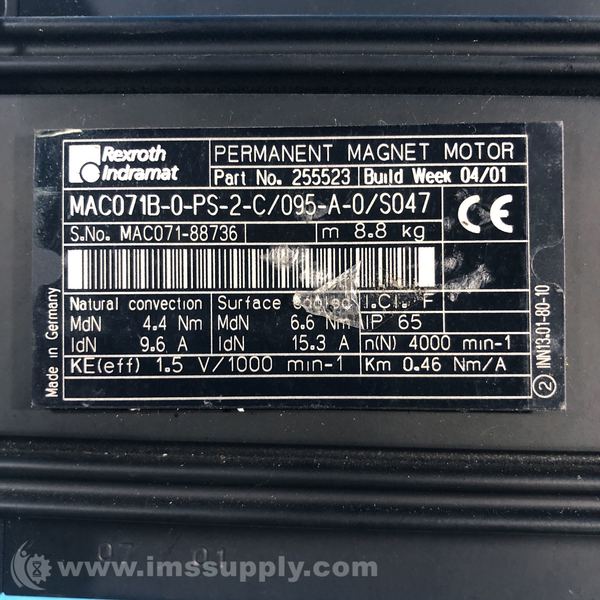 Rexroth
Indramat
PERMANENT MAGNET MOTOR
Part No. 255523 Build Week 04/01
MAC071B-0-PS-2-C/095-A-0/S047
CE
S.No. MAC071-88736 m 8.8 kg
Natural convection Surface cooled I.Cl. F
MdN 4.4 Nm MdN 6.6 Nm IP 65
IdN 9.6 A IdN 15.3 A n(N) 4000 min-1
KE(eff) 1.5 V/1000 min-1 Km 0.46 Nm/A
Made in Germany
2 INN13.01-80-10
07 / 01
www.imssupply.com